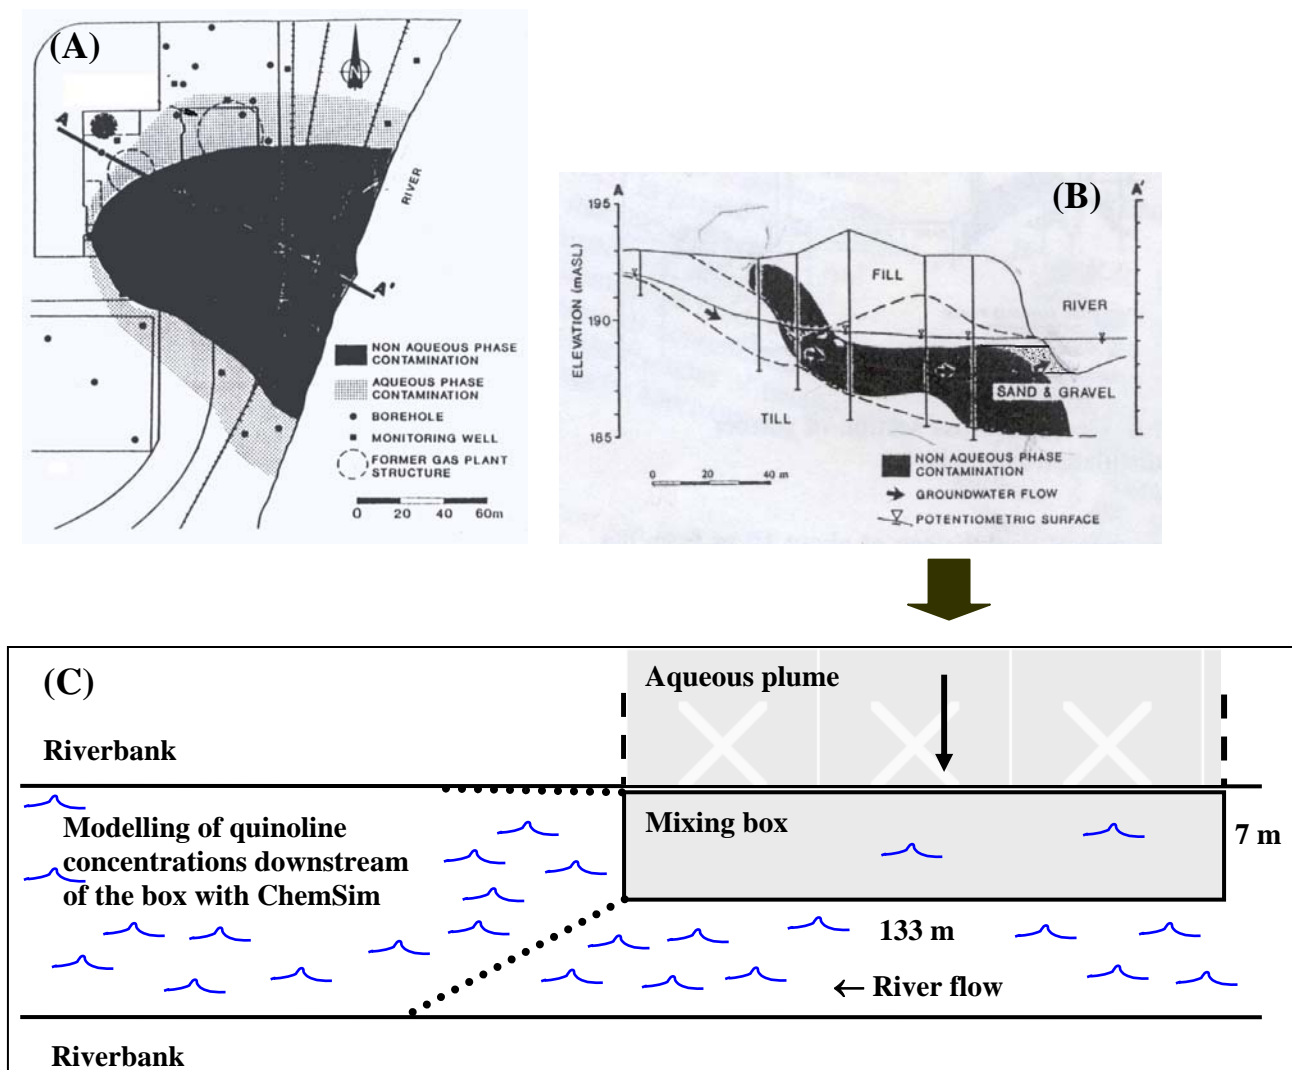 (A)
N
A
RIVER
A'
NON AQUEOUS PHASE
CONTAMINATION
AQUEOUS PHASE
CONTAMINATION
BOREHOLE
MONITORING WELL
FORMER GAS PLANT
STRUCTURE
0 20 40 60m
(B)
A
A'
195
190
185
ELEVATION (mASL)
FILL
RIVER
SAND & GRAVEL
TILL
0 20 40 m
NON AQUEOUS PHASE
CONTAMINATION
GROUNDWATER FLOW
POTENTIOMETRIC SURFACE
(C)
Aqueous plume
Riverbank
Mixing box
7 m
Modelling of quinoline
concentrations downstream
of the box with ChemSim
133 m
← River flow
Riverbank